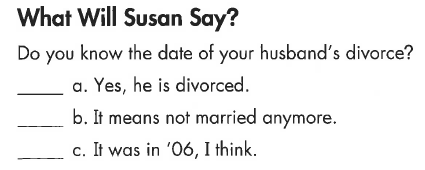 What Will Susan Say?
Do you know the date of your husband's divorce?
_____ a. Yes, he is divorced.
_____ b. It means not married anymore.
_____ c. It was in '06, I think.